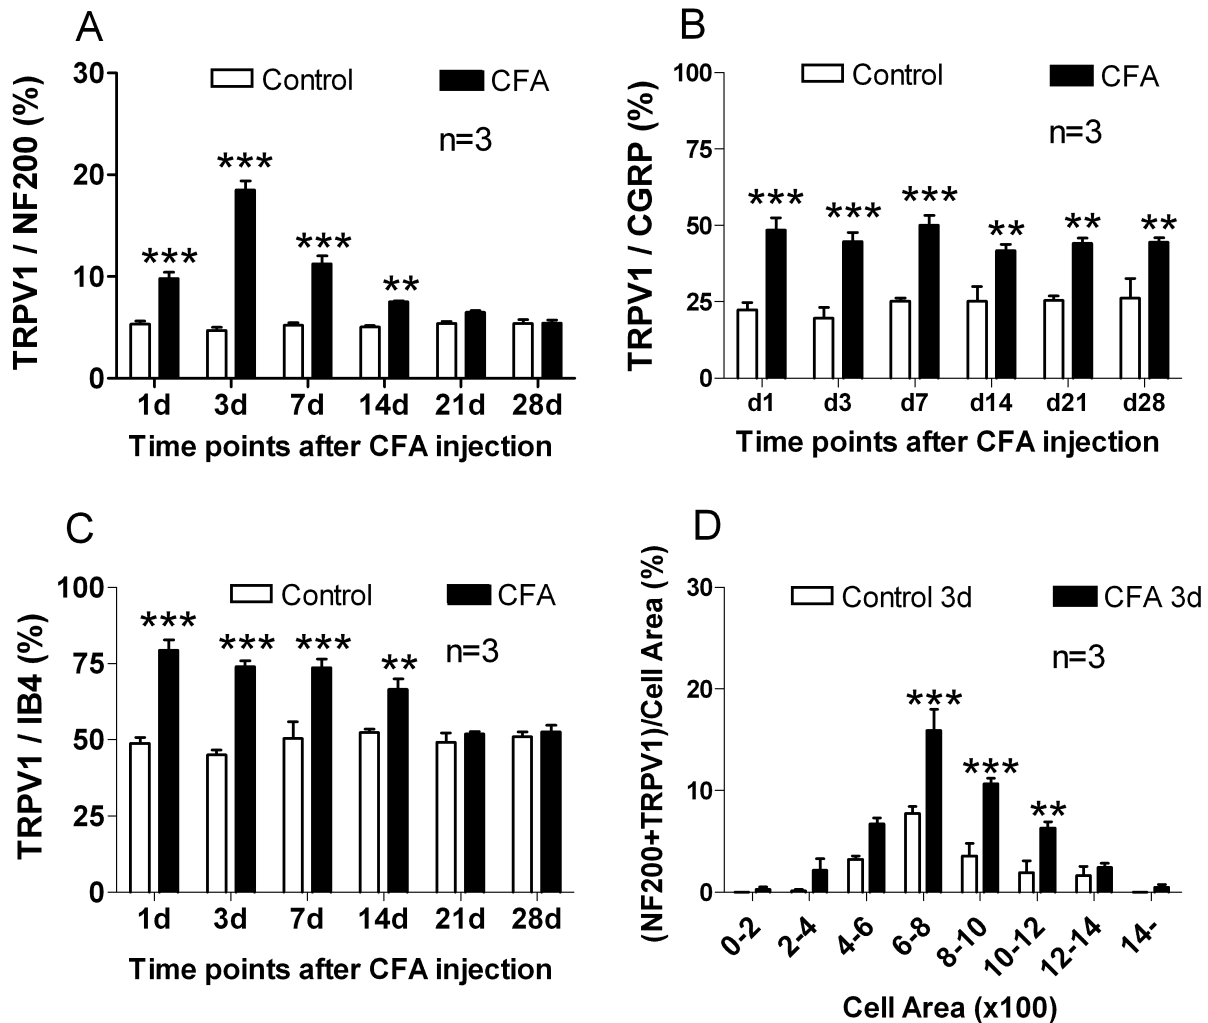 A
30
Control
CFA
n=3
20
10
0
***
***
***
**
TRPV1 / NF200 (%)
1d
3d
7d
14d
21d
28d
Time points after CFA injection
B
100
Control
CFA
n=3
75
50
25
0
***
***
***
**
**
**
TRPV1 / CGRP (%)
d1
d3
d7
d14
d21
d28
Time points after CFA injection
C
100
Control
CFA
n=3
75
50
25
0
***
***
***
**
TRPV1 / IB4 (%)
1d
3d
7d
14d
21d
28d
Time points after CFA injection
D
30
Control 3d
CFA 3d
n=3
20
10
0
***
***
**
(NF200+TRPV1)/Cell Area (%)
0-2
2-4
4-6
6-8
8-10
10-12
12-14
14-
Cell Area (x100)